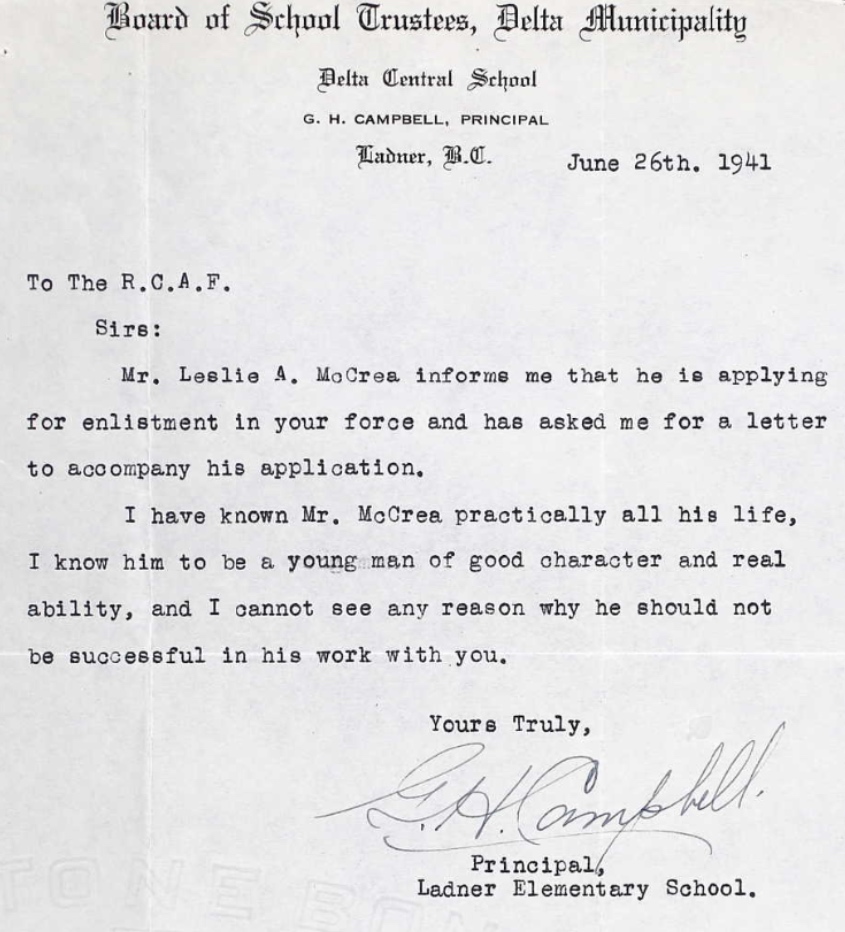 Board of School Trustees, Delta Municipality
Delta Central School
G. H. CAMPBELL, PRINCIPAL
Ladner, B.C. June 26th. 1941
To The R.C.A.F.
Sirs:
Mr. Leslie A. McCrea informs me that he is applying
for enlistment in your force and has asked me for a letter
to accompany his application.
I have known Mr. McCrea practically all his life,
I know him to be a young man of good character and real
ability, and I cannot see any reason why he should not
be successful in his work with you.
Yours Truly,
G. H. Campbell.
Principal,
Ladner Elementary School.
TONE BON